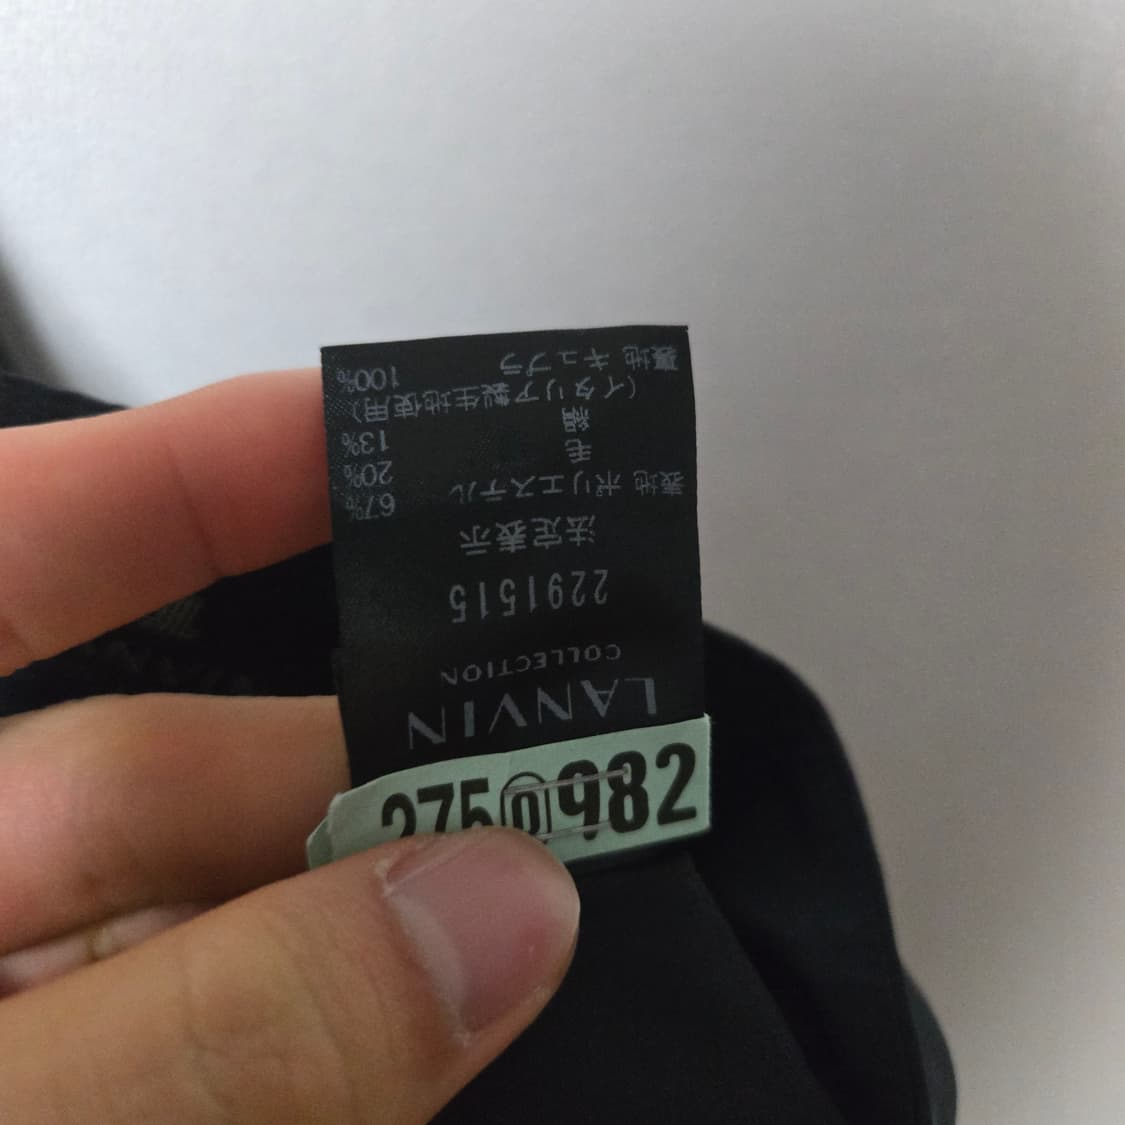 LANVIN
COLLECTION
2291515
法定表示
表地 ポリエステル 67%
毛 20%
絹 13%
(イタリア製生地使用)
裏地 キュプラ 100%
275 0 982